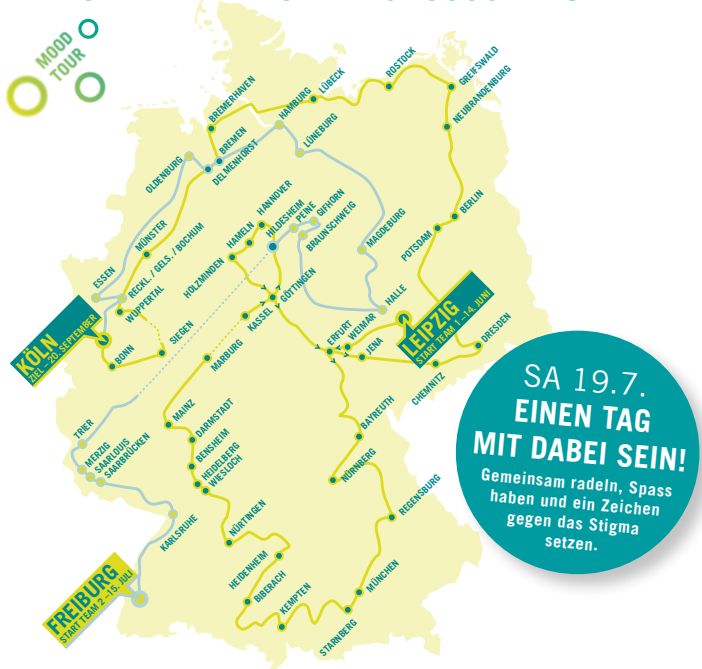 MOOD
TOUR
ROSTOCK
GREIFSWALD
LÜBECK
NEUBRANDENBURG
BREMERHAVEN
HAMBURG
BREMEN
LÜNEBURG
DELMENHORST
OLDENBURG
HANNOVER
HILDESHEIM
PEINE
GIFHORN
BRAUNSCHWEIG
HAMELN
MÜNSTER
MAGDEBURG
BERLIN
POTSDAM
HOLZMINDEN
ESSEN
RECKL. / GELS. / BOCHUM
WUPPERTAL
GÖTTINGEN
HALLE
KÖLN
ZIEL – 20. SEPTEMBER
SIEGEN
KASSEL
ERFURT
WEIMAR
LEIPZIG
START TEAM 1 –14. JUNI
BONN
MARBURG
JENA
DRESDEN
CHEMNITZ
SA 19.7.
EINEN TAG
MIT DABEI SEIN!
Gemeinsam radeln, Spass
haben und ein Zeichen
gegen das Stigma
setzen.
TRIER
MAINZ
DARMSTADT
BAYREUTH
MERZIG
SAARLOUIS
SAARBRÜCKEN
BENSHEIM
HEIDELBERG
WIESLOCH
NÜRNBERG
REGENSBURG
KARLSRUHE
NÜRTINGEN
FREIBURG
START TEAM 2 –15. JULI
HEIDENHEIM
BIBERACH
KEMPTEN
MÜNCHEN
STARNBERG